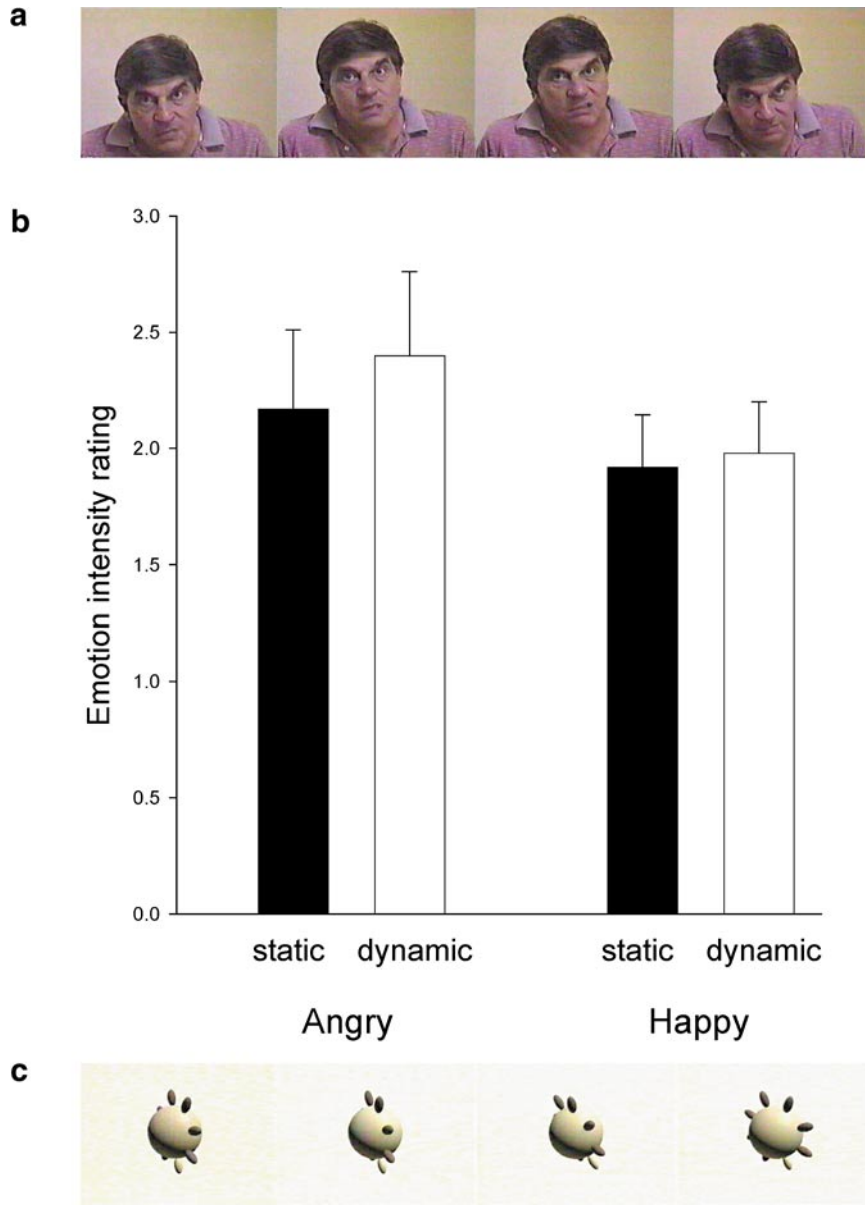 a
b
3.0
2.5
2.0
1.5
1.0
0.5
0.0
Emotion intensity rating
static dynamic static dynamic
Angry Happy
c